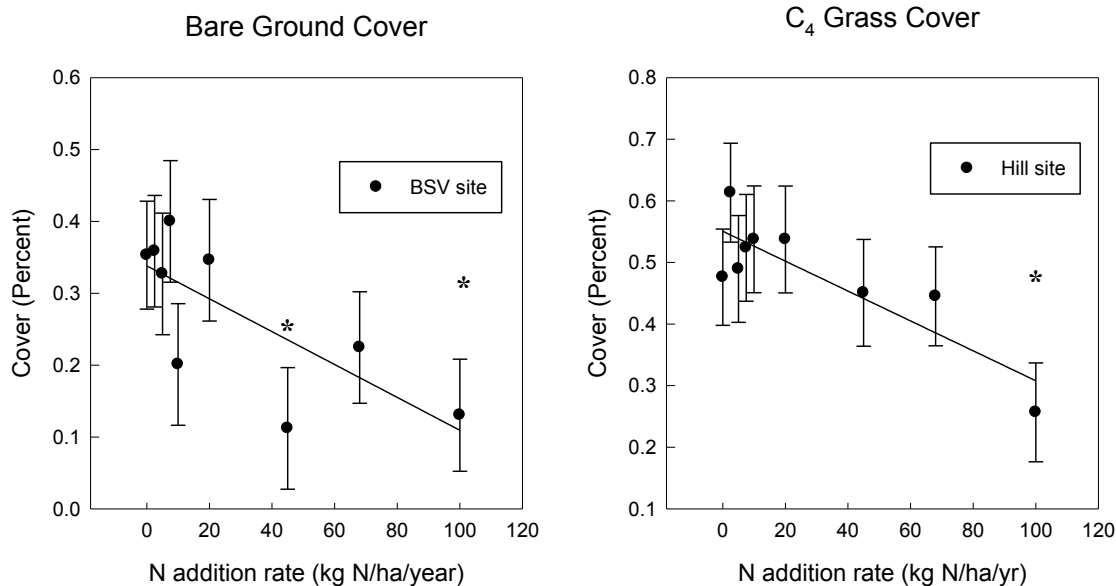 Bare Ground Cover
0.6
0.5
0.4
0.3
0.2
0.1
0.0
Cover (Percent)
BSV site
*
*
0 20 40 60 80 100 120
N addition rate (kg N/ha/year)
C₄ Grass Cover
0.8
0.7
0.6
0.5
0.4
0.3
0.2
0.1
Cover (Percent)
Hill site
*
0 20 40 60 80 100 120
N addition rate (kg N/ha/yr)